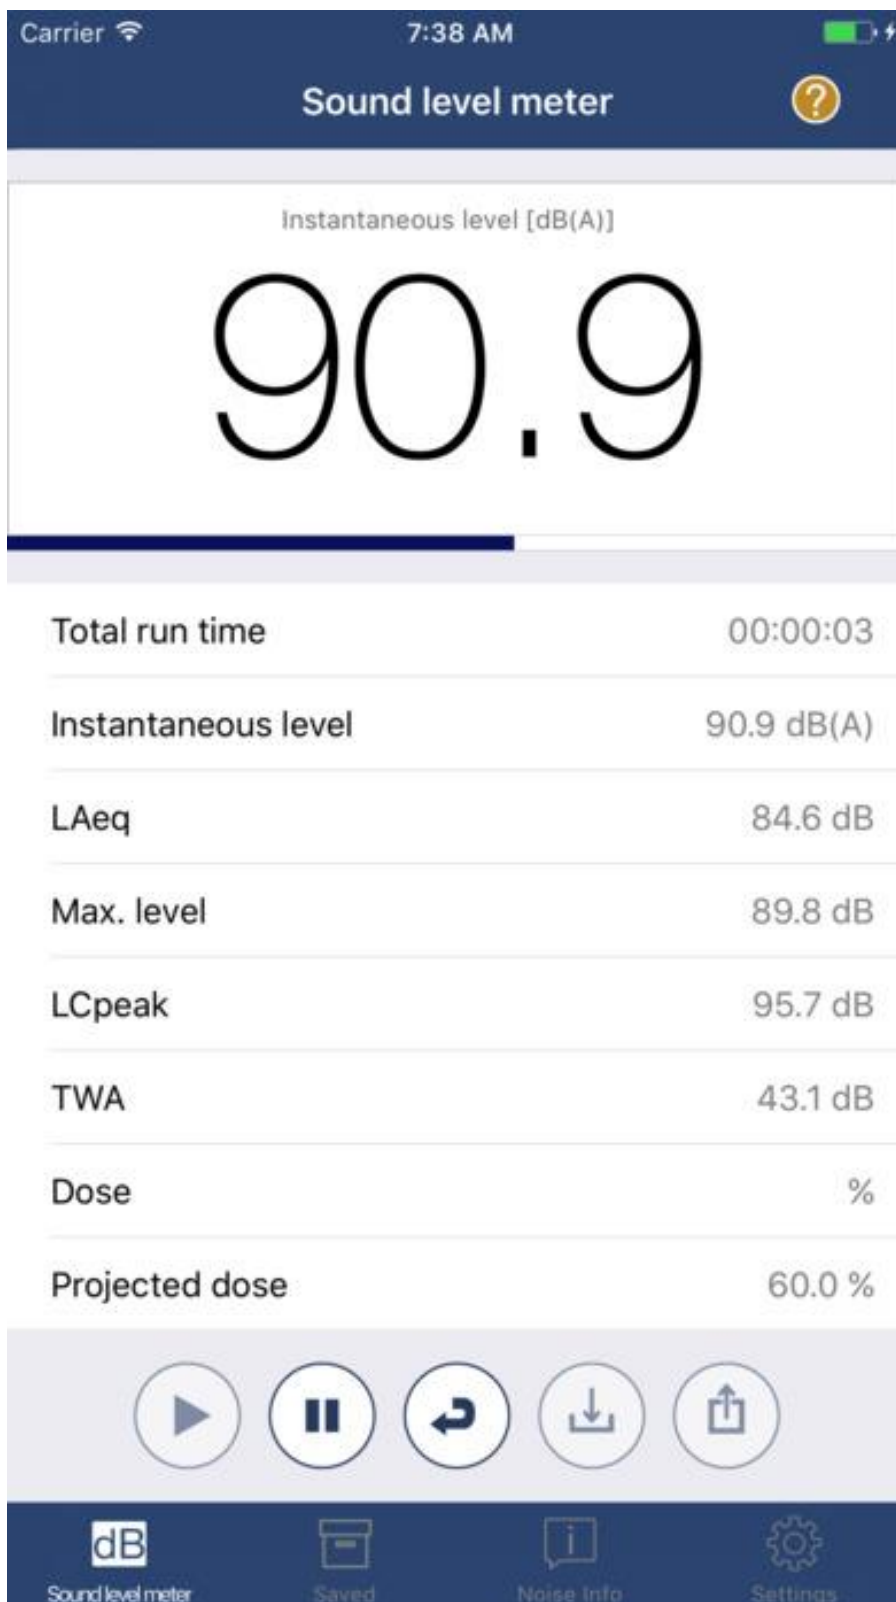 Carrier 7:38 AM
Sound level meter ?
Instantaneous level [dB(A)]
90.9
Total run time 00:00:03
Instantaneous level 90.9 dB(A)
LAeq 84.6 dB
Max. level 89.8 dB
LCpeak 95.7 dB
TWA 43.1 dB
Dose %
Projected dose 60.0 %
dB i
Sound level meter Saved Noise Info Settings